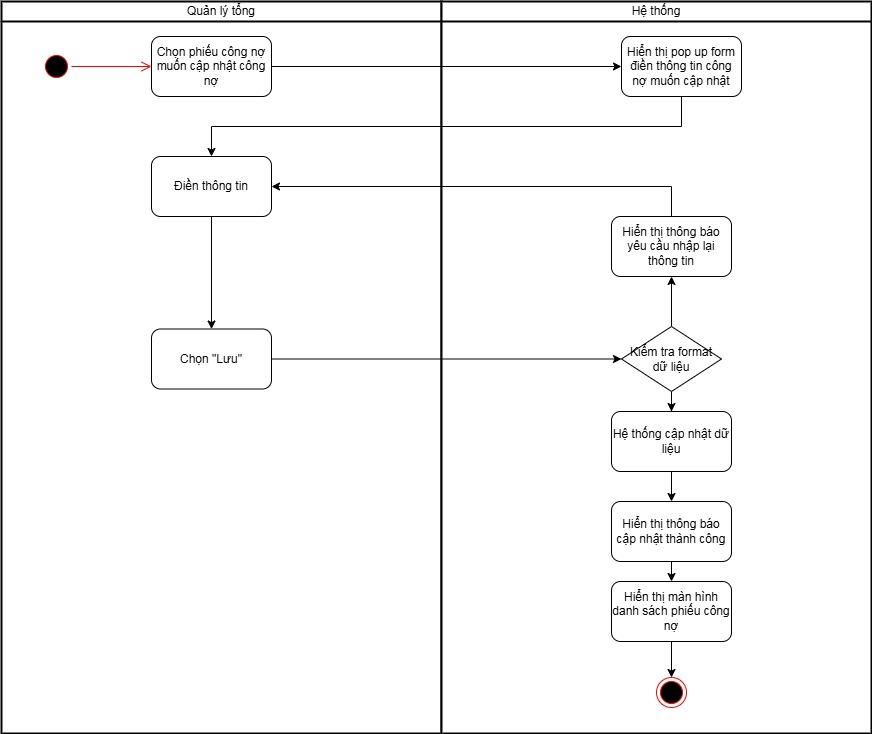 Quản lý tổng
Hệ thống
Chọn phiếu công nợ
muốn cập nhật công
nợ
Hiển thị pop up form
điền thông tin công
nợ muốn cập nhật
Điền thông tin
Hiển thị thông báo
yêu cầu nhập lại
thông tin
Chọn "Lưu"
Kiểm tra format
dữ liệu
Hệ thống cập nhật dữ
liệu
Hiển thị thông báo
cập nhật thành công
Hiển thị màn hình
danh sách phiếu công
nợ